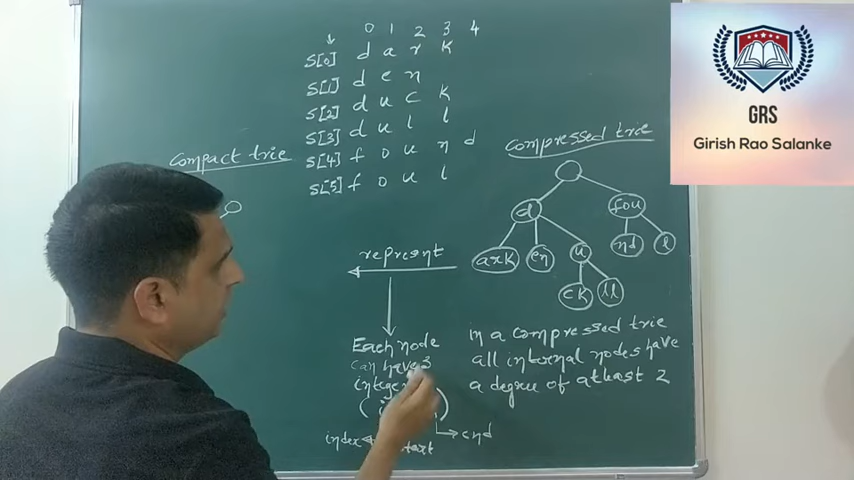 0 1 2 3 4
S[0] d a r k
S[1] d e n
S[2] d u c k
S[3] d u l l
S[4] f o u n d
S[5] f o u l
compact trie
compressed trie
d
fou
ark
en
u
nd
l
ck
ll
represent
Each node
can have 3
(
)
index
start
end
In a compressed trie
all internal nodes have
a degree of atleast 2
GRS
Girish Rao Salanke